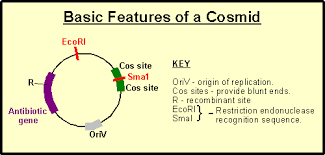 Basic Features of a Cosmid
EcoRI
Cos site
Sma1
Cos site
R
Antibiotic
gene
OriV
KEY
OriV - origin of replication.
Cos sites - provide blunt ends.
R - recombinant site
EcoRI
SmaI
} - Restriction endonuclease
recognition sequence.